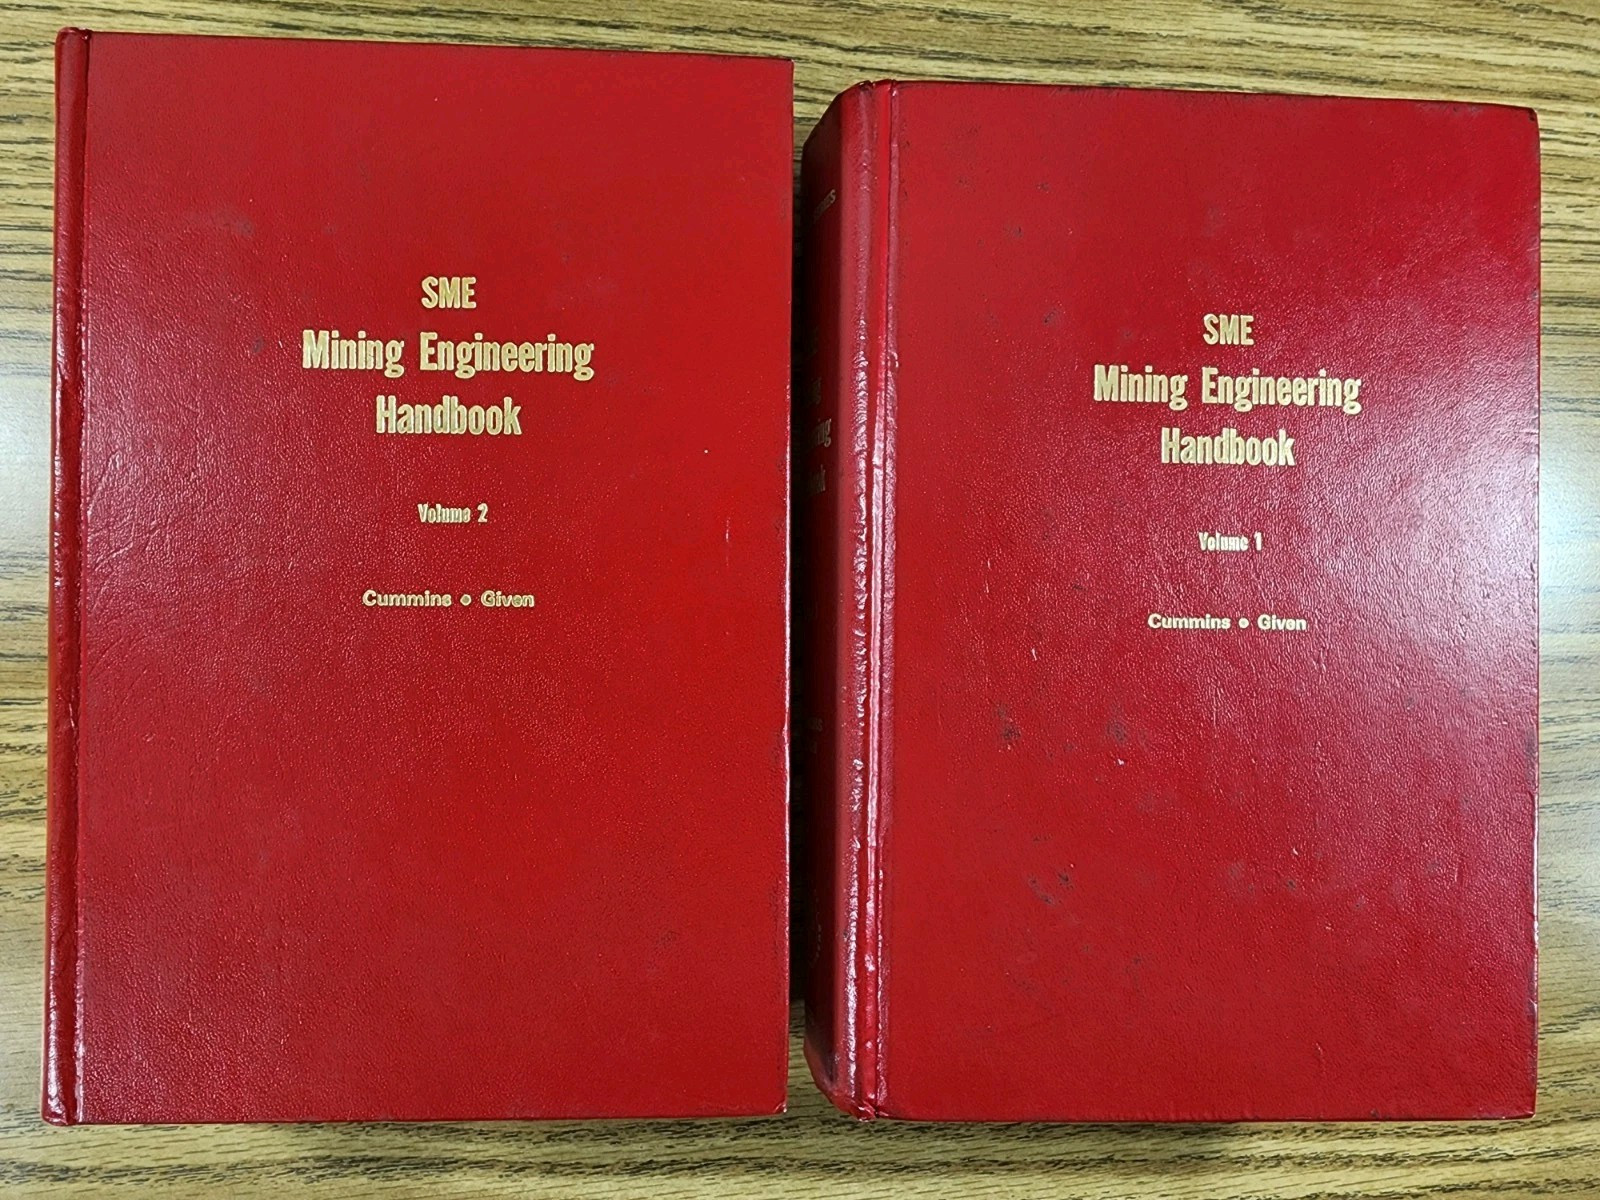 SME
Mining Engineering
Handbook
Volume 2
Cummins • Given
SME
Mining Engineering
Handbook
Volume 1
Cummins • Given